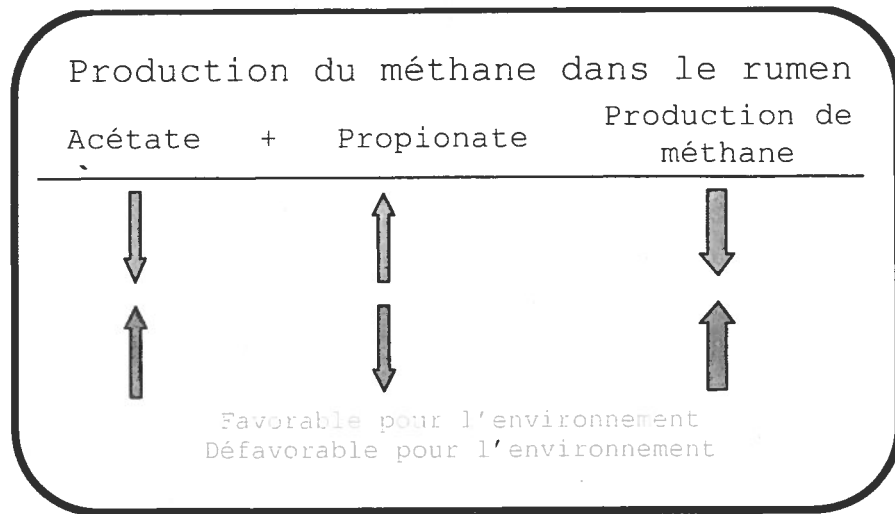 Production du méthane dans le rumen
Acétate + Propionate Production de méthane
Favorable pour l'environnement
Défavorable pour l'environnement